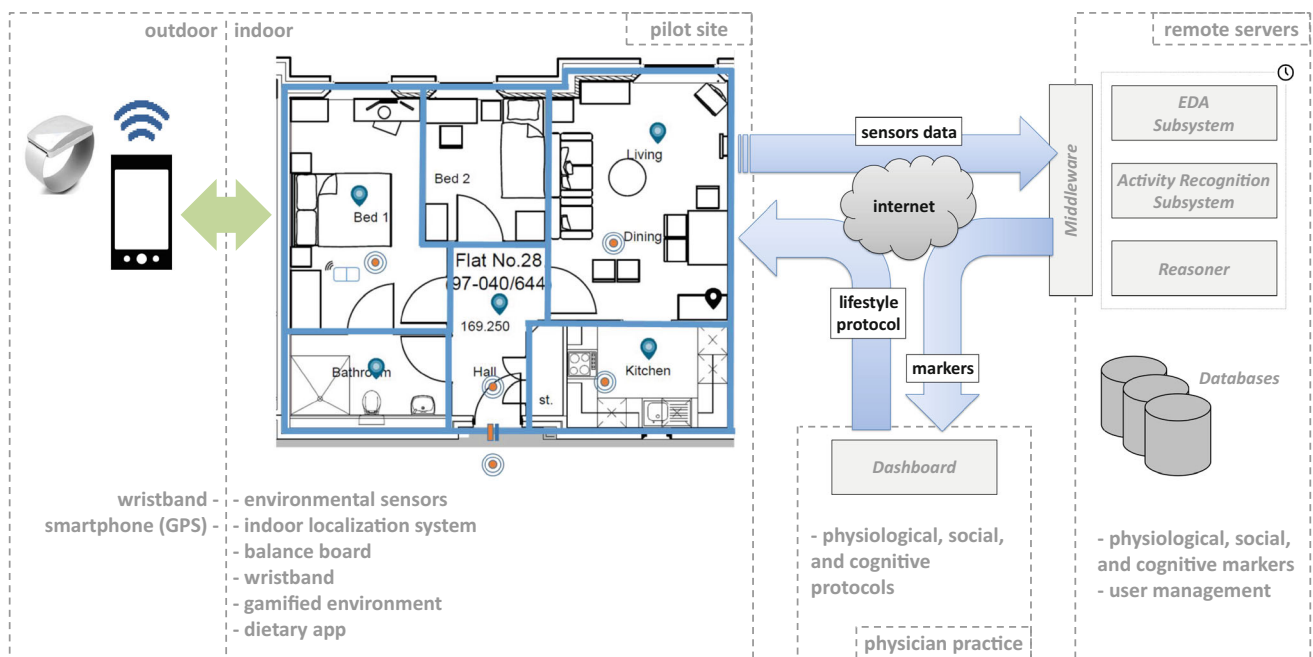 outdoor
indoor
pilot site
remote servers
Living
Bed 2
Bed 1
Dining
Flat No.28
(97-040/644)
169.250
Bathroom
Hall
Kitchen
st.
sensors data
internet
lifestyle
protocol
markers
Middleware
EDA
Subsystem
Activity Recognition
Subsystem
Reasoner
Databases
Dashboard
wristband -
smartphone (GPS) -
- environmental sensors
- indoor localization system
- balance board
- wristband
- gamified environment
- dietary app
- physiological, social,
and cognitive
protocols
physician practice
- physiological, social,
and cognitive markers
- user management